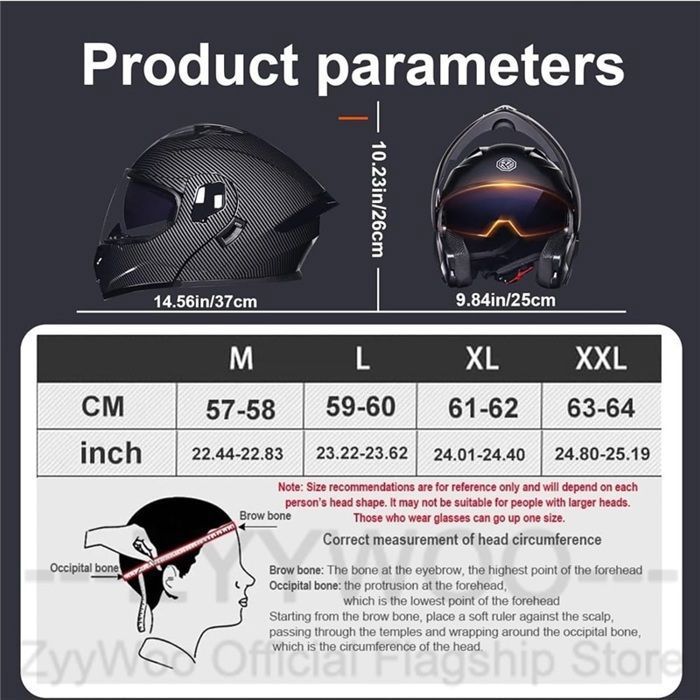 Product parameters
10.23in/26cm
14.56in/37cm
9.84in/25cm
M L XL XXL
CM 57-58 59-60 61-62 63-64
inch 22.44-22.83 23.22-23.62 24.01-24.40 24.80-25.19
Note: Size recommendations are for reference only and will depend on each
person's head shape. It may not be suitable for people with larger heads.
Those who wear glasses can go up one size.
Brow bone
Occipital bone
Correct measurement of head circumference
Brow bone: The bone at the eyebrow, the highest point of the forehead
Occipital bone: the protrusion at the forehead,
which is the lowest point of the forehead
Starting from the brow bone, place a soft ruler against the scalp,
passing through the temples and wrapping around the occipital bone,
which is the circumference of the head.
ZYYWOO
ZyyWoo Official Flagship Store